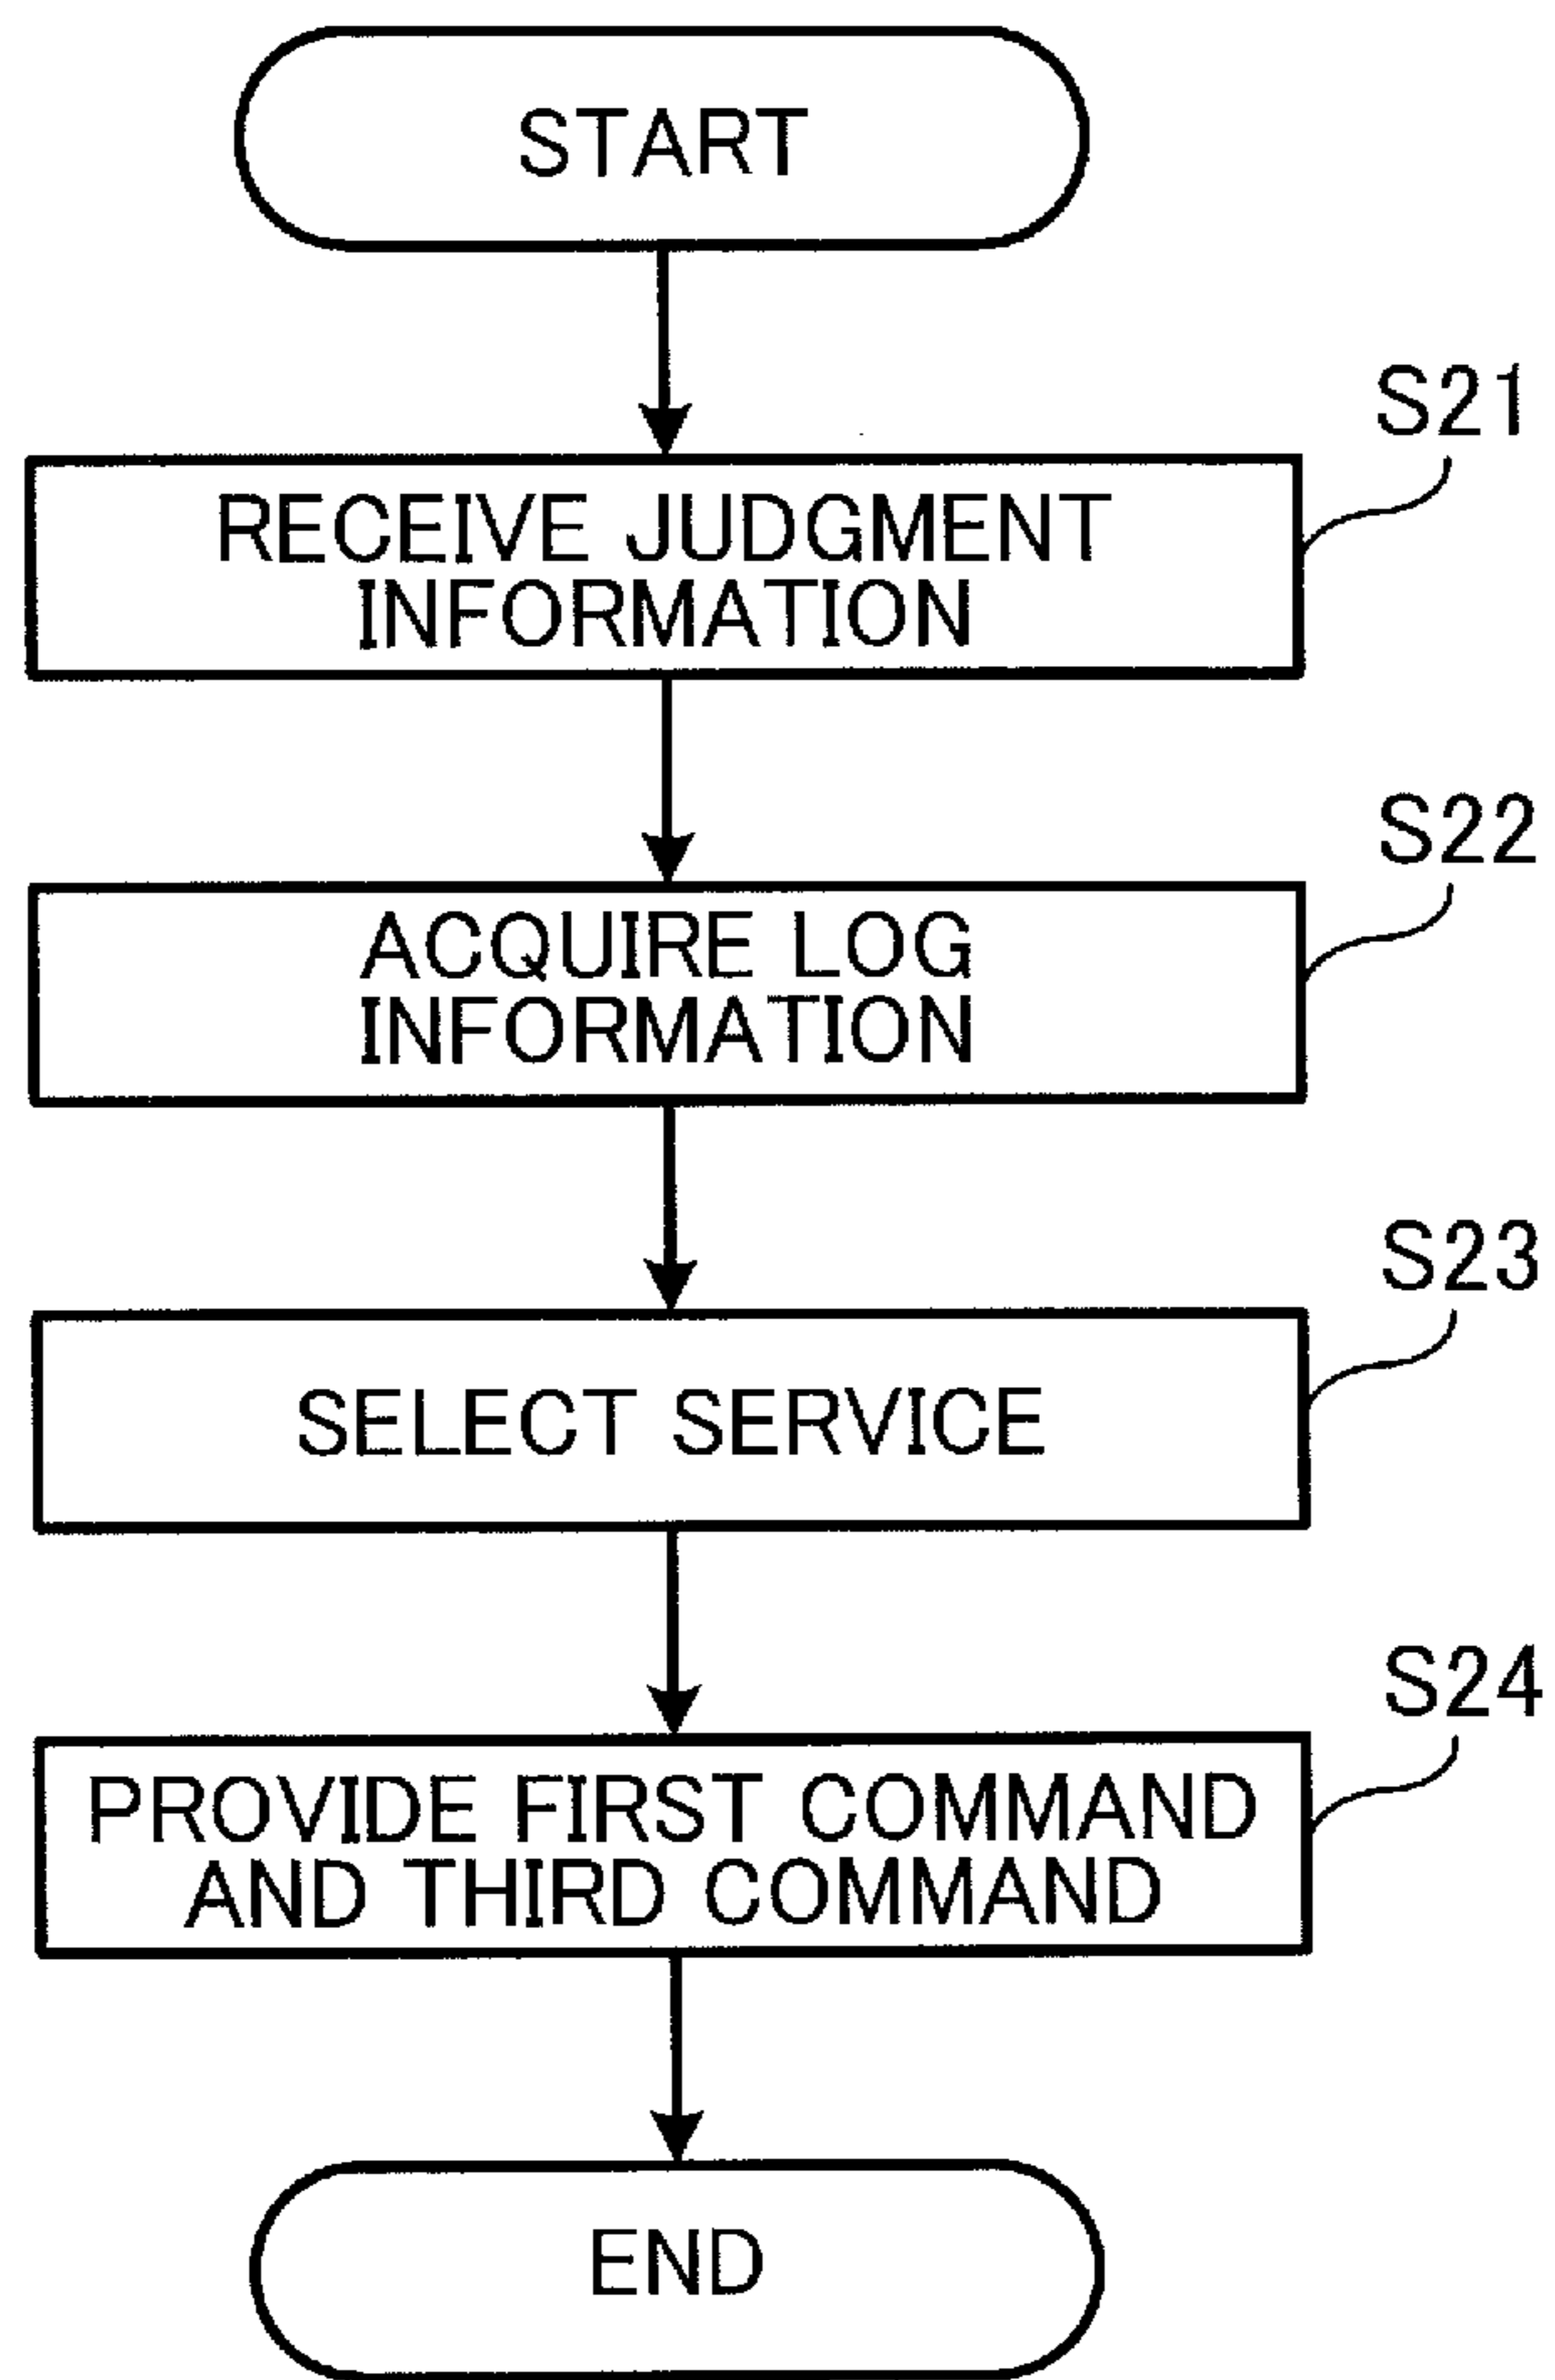 START
S21
RECEIVE JUDGMENT
INFORMATION
S22
ACQUIRE LOG
INFORMATION
S23
SELECT SERVICE
S24
PROVIDE FIRST COMMAND
AND THIRD COMMAND
END